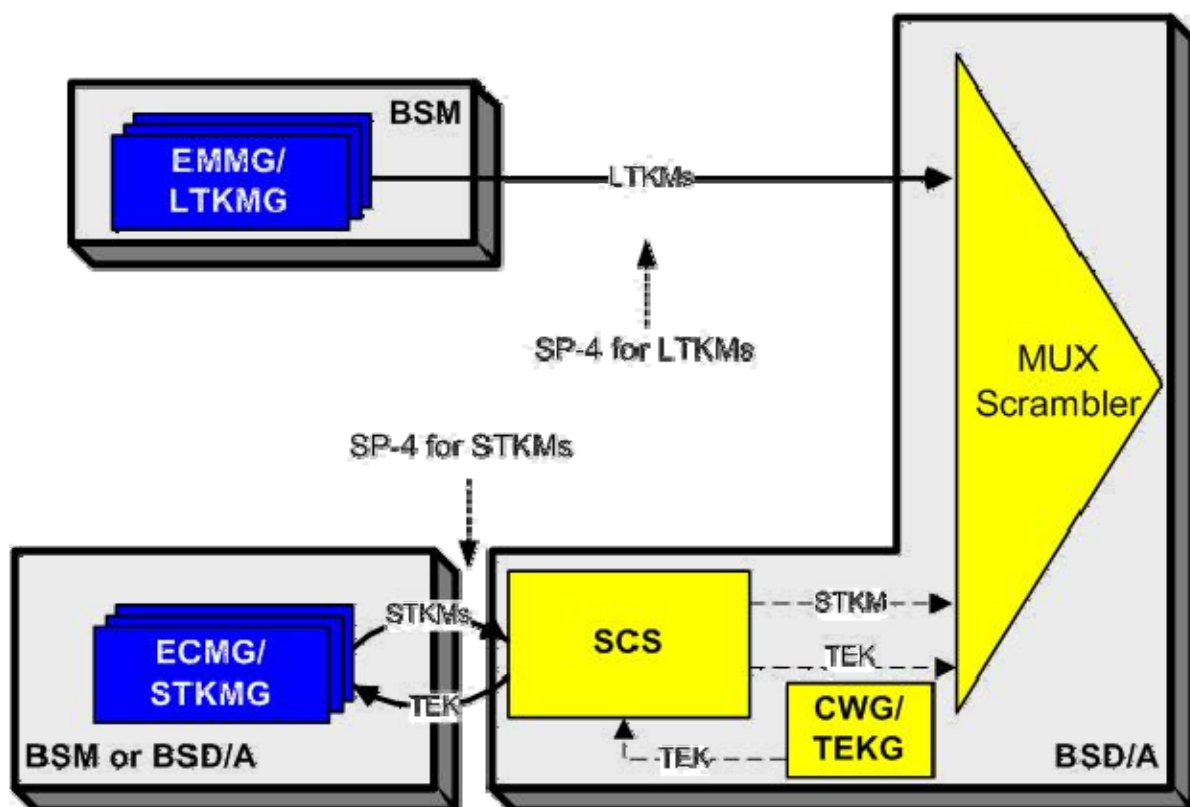 BSM
EMMG/
LTKMG
LTKMs
SP-4 for LTKMs
MUX
Scrambler
SP-4 for STKMs
ECMG/
STKMG
STKMs
TEK
BSM or BSD/A
SCS
STKM
TEK
CWG/
TEKG
TEK
BSD/A